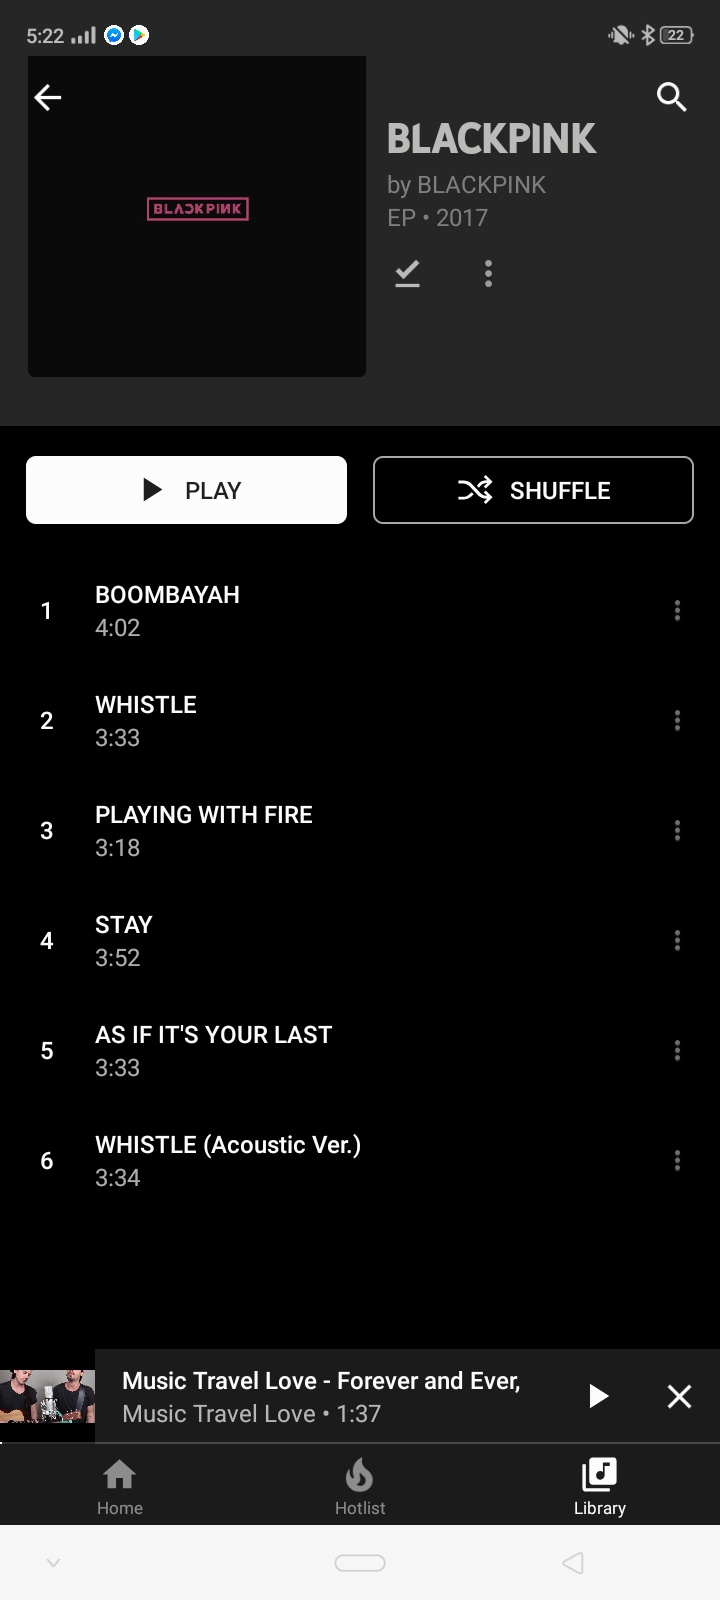 5:22
22
BLACKPINK
BLACKPINK
by BLACKPINK
EP • 2017
PLAY
SHUFFLE
1
BOOMBAYAH
4:02
2
WHISTLE
3:33
3
PLAYING WITH FIRE
3:18
4
STAY
3:52
5
AS IF IT'S YOUR LAST
3:33
6
WHISTLE (Acoustic Ver.)
3:34
Music Travel Love - Forever and Ever,
Music Travel Love • 1:37
Home
Hotlist
Library